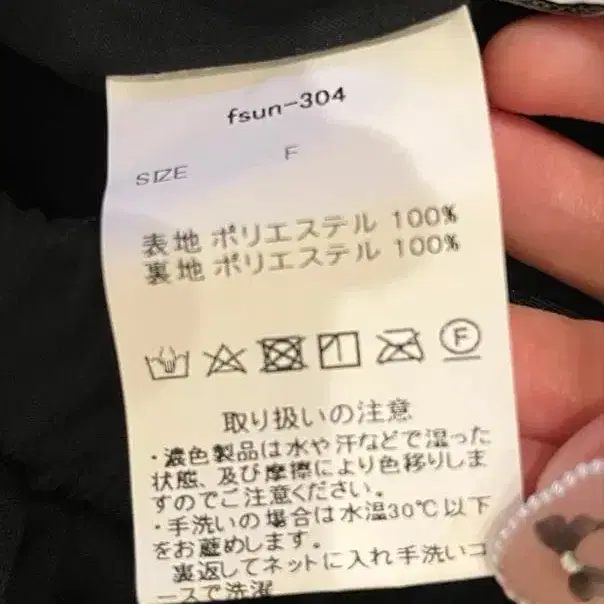 fsun-304
SIZE F
表地 ポリエステル 100%
裏地 ポリエステル 100%
F
取り扱いの注意
・濃色製品は水や汗などで湿った
状態、及び摩擦により色移りしま
すのでご注意ください。
・手洗いの場合は水温30℃以下
をお薦めします。
裏返してネットに入れ手洗いコ
ースで洗濯